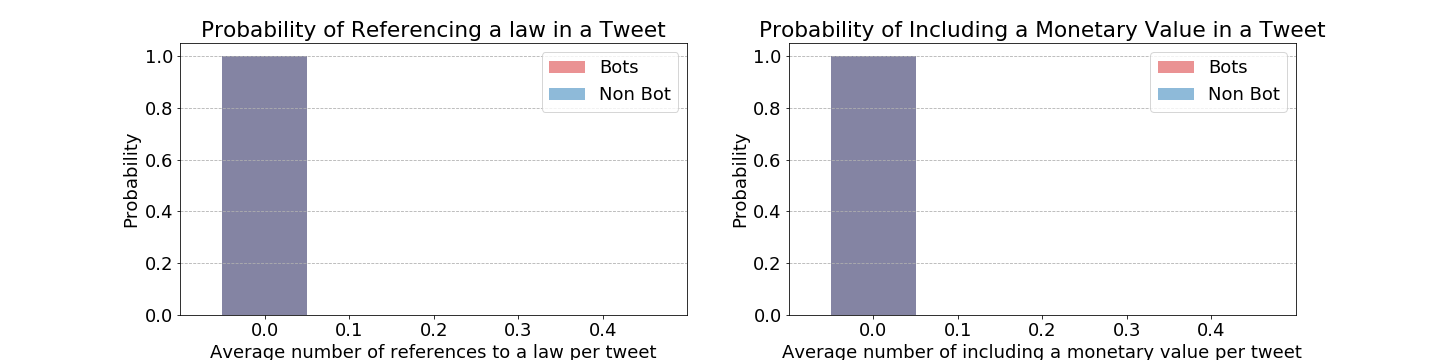 Probability of Referencing a law in a Tweet
1.0
0.8
0.6
0.4
0.2
0.0
Probability
Bots
Non Bot
0.0 0.1 0.2 0.3 0.4
Average number of references to a law per tweet
Probability of Including a Monetary Value in a Tweet
1.0
0.8
0.6
0.4
0.2
0.0
Probability
Bots
Non Bot
0.0 0.1 0.2 0.3 0.4
Average number of including a monetary value per tweet